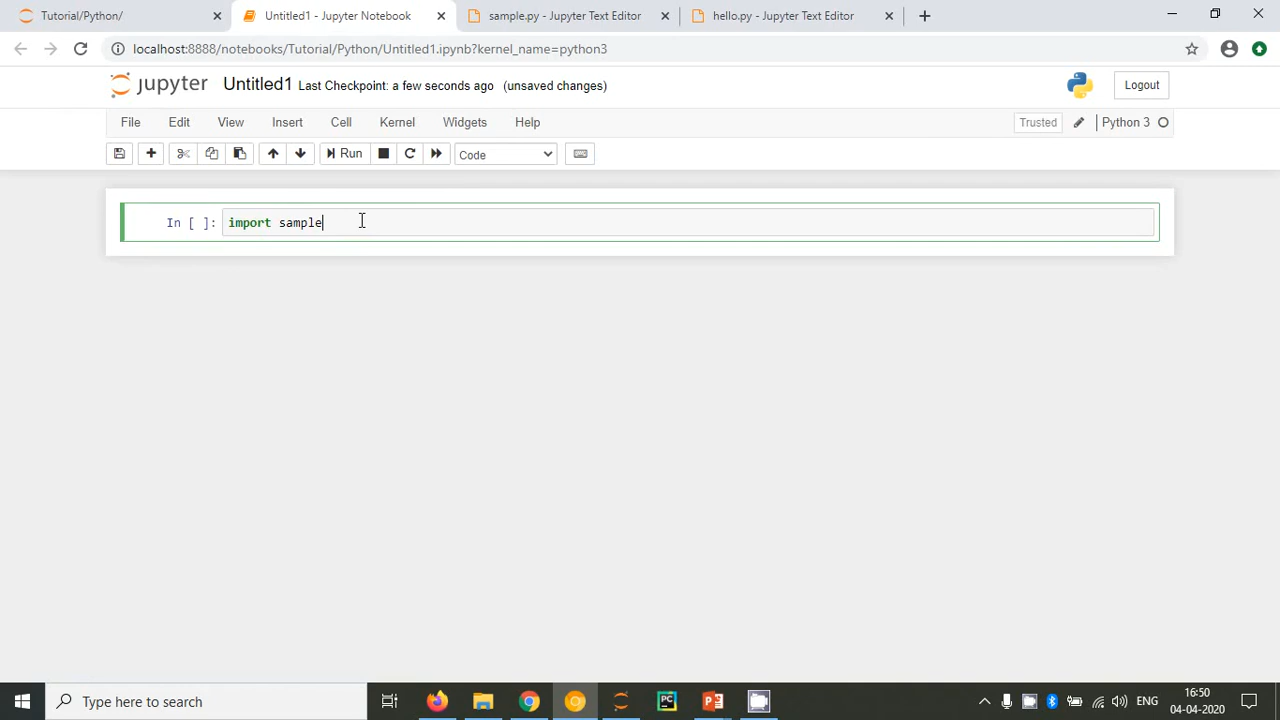 Tutorial/Python/
Untitled1 - Jupyter Notebook
sample.py - Jupyter Text Editor
hello.py - Jupyter Text Editor
localhost:8888/notebooks/Tutorial/Python/Untitled1.ipynb?kernel_name=python3
jupyter Untitled1 Last Checkpoint: a few seconds ago (unsaved changes)
Logout
File Edit View Insert Cell Kernel Widgets Help
Trusted
Python 3
Run
Code
In [ ]: import sample
Type here to search
PC
P
ENG
16:50
04-04-2020